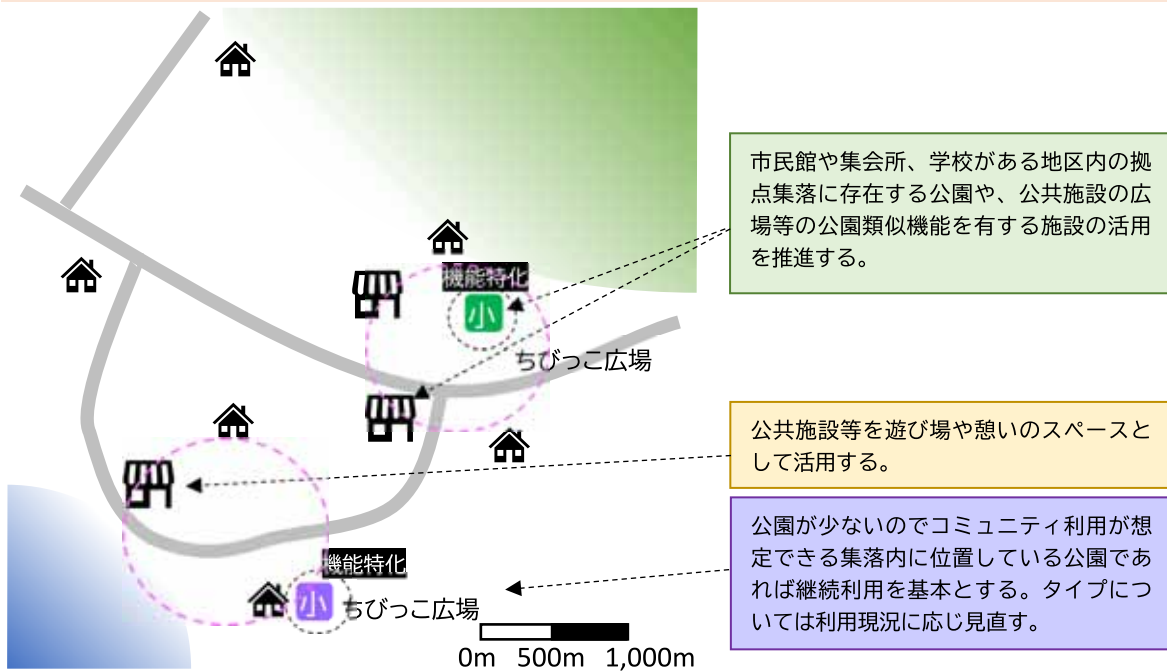 市民館や集会所、学校がある地区内の拠
点集落に存在する公園や、公共施設の広
場等の公園類似機能を有する施設の活用
を推進する。
機能特化
小
ちびっこ広場
公共施設等を遊び場や憩いのスペースと
して活用する。
公園が少ないのでコミュニティ利用が想
定できる集落内に位置している公園であ
れば継続利用を基本とする。タイプにつ
いては利用現況に応じ見直す。
機能特化
小
ちびっこ広場
0m 500m 1,000m